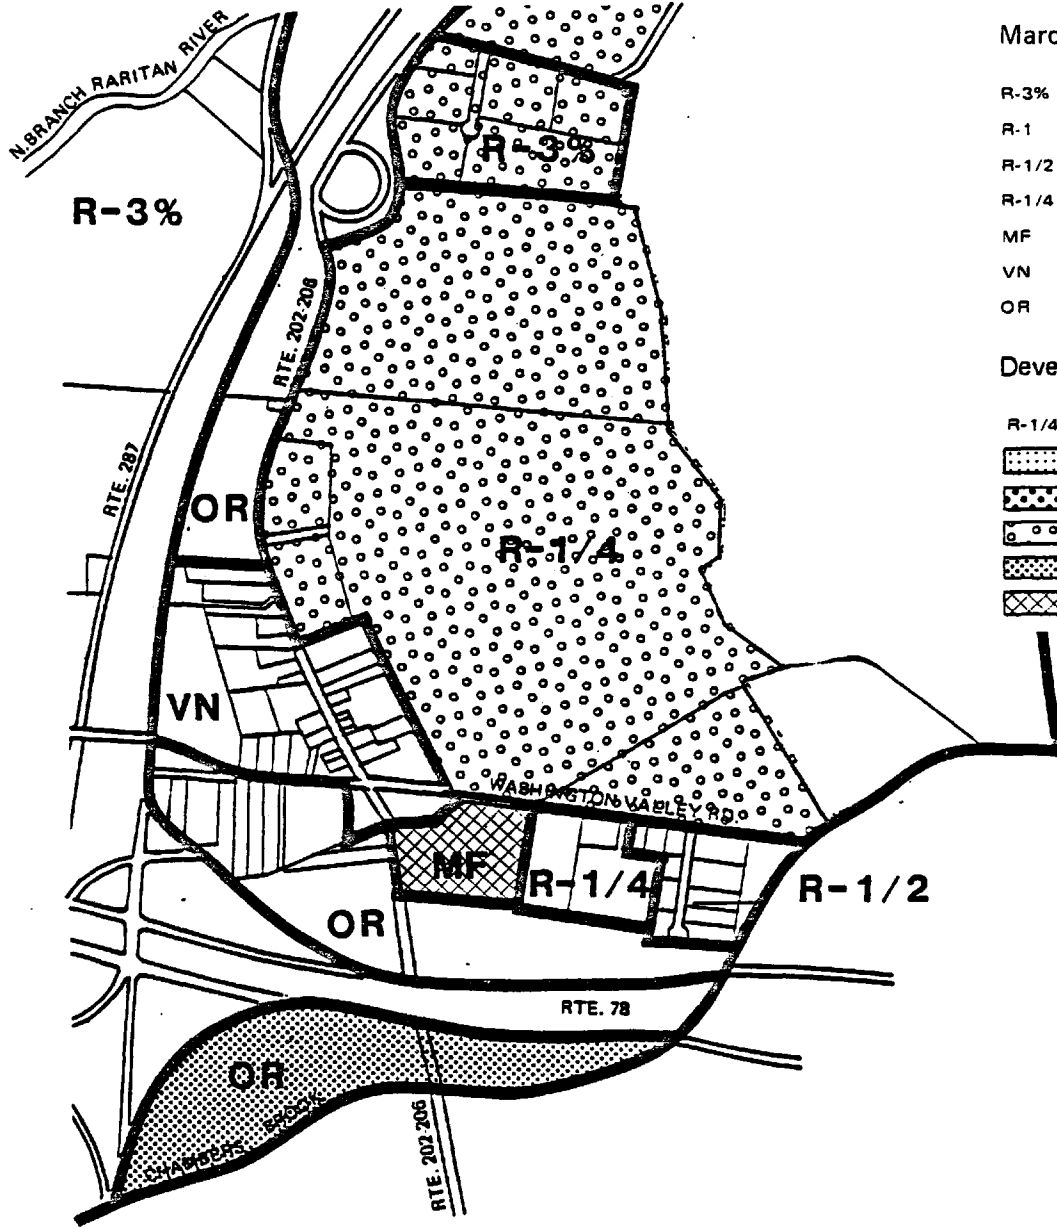 Marc
N. BRANCH RARITAN RIVER
R-3%
R-1
R-1/2
R-1/4
MF
VN
OR
Deve
R-1/4
R-3%
R-3%
RTE. 202-206
RTE. 287
OR
R-1/4
VN
WASHINGTON VALLEY RD.
MF
R-1/4
R-1/2
OR
RTE. 78
OR
CHAMBERS BROOK
RTE. 202-206